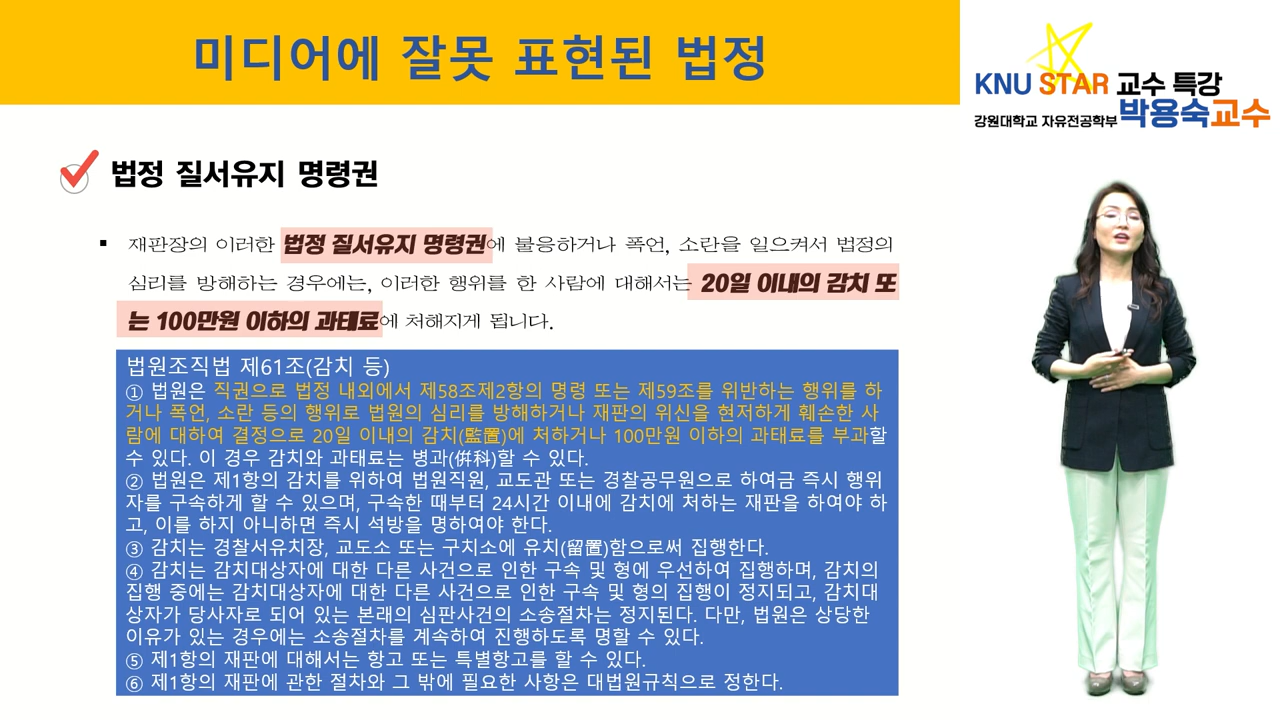 미디어에 잘못 표현된 법정
KNU STAR 교수 특강
강원대학교 자유전공학부 박용숙교수
법정 질서유지 명령권
▪ 재판장의 이러한 법정 질서유지 명령권에 불응하거나 폭언, 소란을 일으켜서 법정의
심리를 방해하는 경우에는, 이러한 행위를 한 사람에 대해서는 20일 이내의 감치 또
는 100만원 이하의 과태료에 처해지게 됩니다.
법원조직법 제61조(감치 등)
① 법원은 직권으로 법정 내외에서 제58조제2항의 명령 또는 제59조를 위반하는 행위를 하
거나 폭언, 소란 등의 행위로 법원의 심리를 방해하거나 재판의 위신을 현저하게 훼손한 사
람에 대하여 결정으로 20일 이내의 감치(監置)에 처하거나 100만원 이하의 과태료를 부과할
수 있다. 이 경우 감치와 과태료는 병과(倂科)할 수 있다.
② 법원은 제1항의 감치를 위하여 법원직원, 교도관 또는 경찰공무원으로 하여금 즉시 행위
자를 구속하게 할 수 있으며, 구속한 때부터 24시간 이내에 감치에 처하는 재판을 하여야 하
고, 이를 하지 아니하면 즉시 석방을 명하여야 한다.
③ 감치는 경찰서유치장, 교도소 또는 구치소에 유치(留置)함으로써 집행한다.
④ 감치는 감치대상자에 대한 다른 사건으로 인한 구속 및 형에 우선하여 집행하며, 감치의
집행 중에는 감치대상자에 대한 다른 사건으로 인한 구속 및 형의 집행이 정지되고, 감치대
상자가 당사자로 되어 있는 본래의 심판사건의 소송절차는 정지된다. 다만, 법원은 상당한
이유가 있는 경우에는 소송절차를 계속하여 진행하도록 명할 수 있다.
⑤ 제1항의 재판에 대해서는 항고 또는 특별항고를 할 수 있다.
⑥ 제1항의 재판에 관한 절차와 그 밖에 필요한 사항은 대법원규칙으로 정한다.